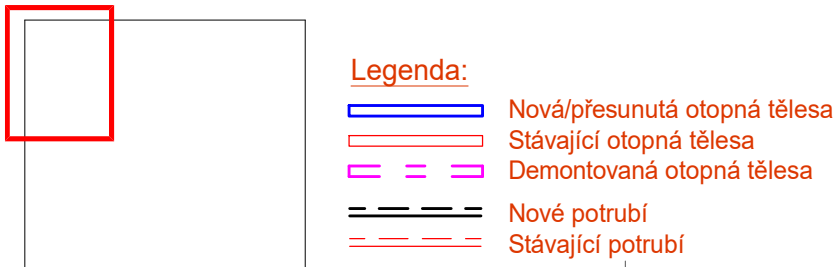 Legenda:
Nová/přesunutá otopná tělesa
Stávající otopná tělesa
Demontovaná otopná tělesa
Nové potrubí
Stávající potrubí